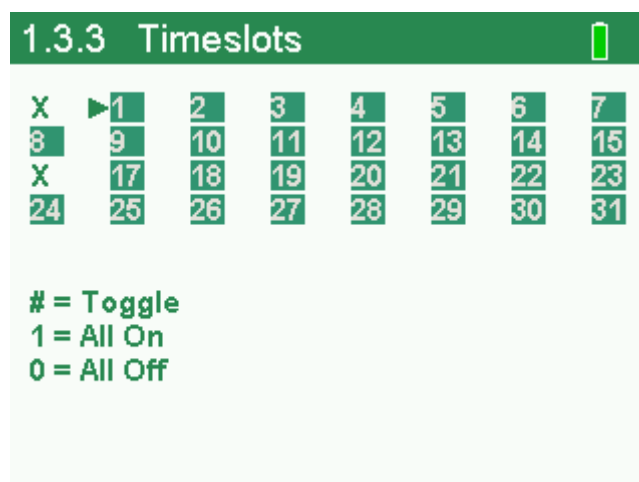 1.3.3 Timeslots
X 1 2 3 4 5 6 7
8 9 10 11 12 13 14 15
X 17 18 19 20 21 22 23
24 25 26 27 28 29 30 31
# = Toggle
1 = All On
0 = All Off